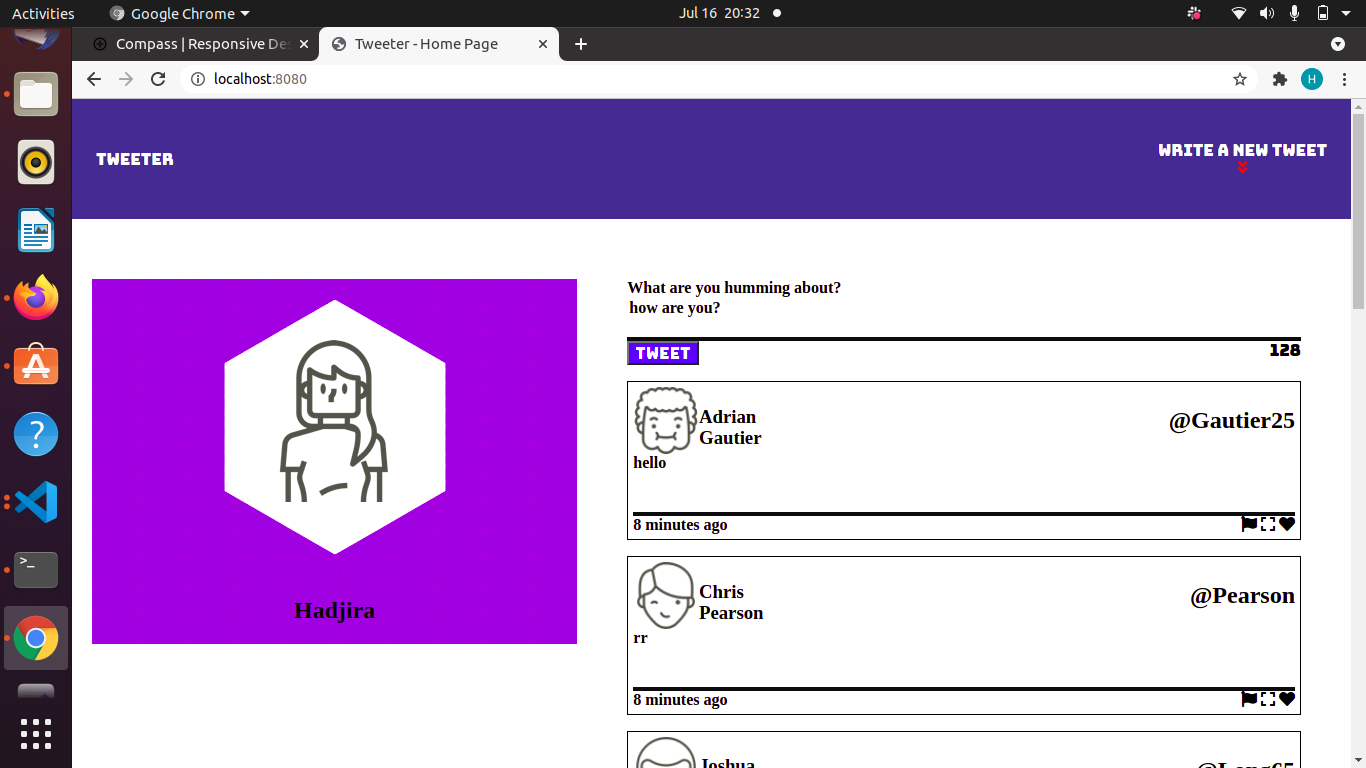 Activities Google Chrome Jul 16 20:32
Compass | Responsive De Tweeter - Home Page
localhost:8080 H
TWEETER
WRITE A NEW TWEET
What are you humming about?
how are you?
TWEET 128
Adrian
Gautier
@Gautier25
hello
8 minutes ago
Chris
Pearson
@Pearson
rr
8 minutes ago
Joshua
@Long65
Hadjira